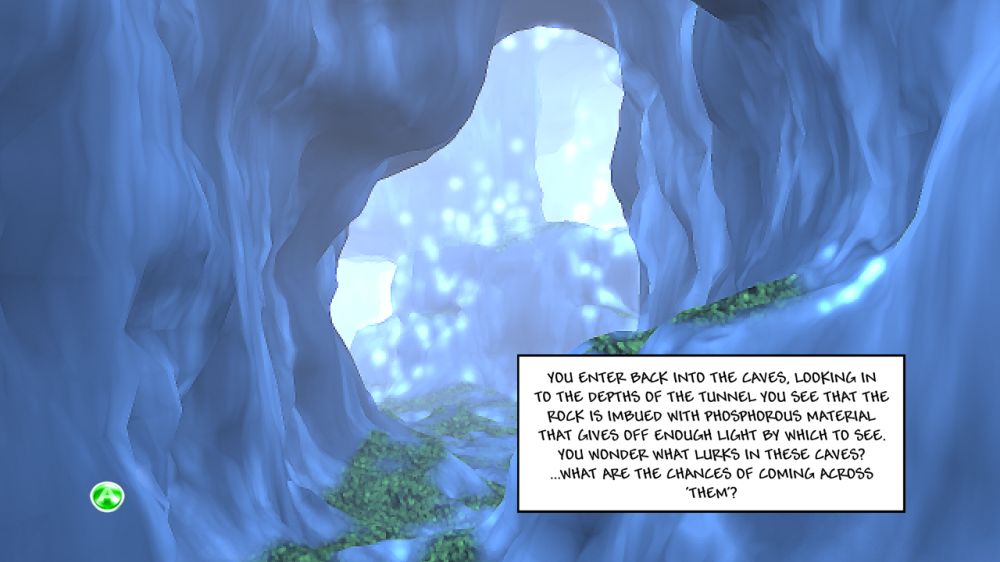 YOU ENTER BACK INTO THE CAVES, LOOKING IN
TO THE DEPTHS OF THE TUNNEL YOU SEE THAT THE
ROCK IS IMBUED WITH PHOSPHOROUS MATERIAL
THAT GIVES OFF ENOUGH LIGHT BY WHICH TO SEE.
YOU WONDER WHAT LURKS IN THESE CAVES?
...WHAT ARE THE CHANCES OF COMING ACROSS
'THEM'?
A